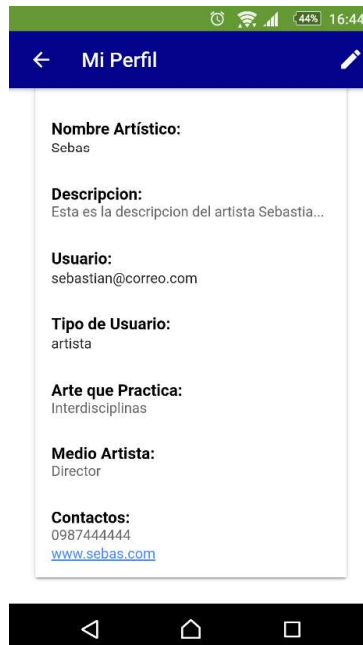 44% 16:44
Mi Perfil
Nombre Artístico:
Sebas
Descripcion:
Esta es la descripcion del artista Sebastia...
Usuario:
sebastian@correo.com
Tipo de Usuario:
artista
Arte que Practica:
Interdisciplinas
Medio Artista:
Director
Contactos:
0987444444
www.sebas.com